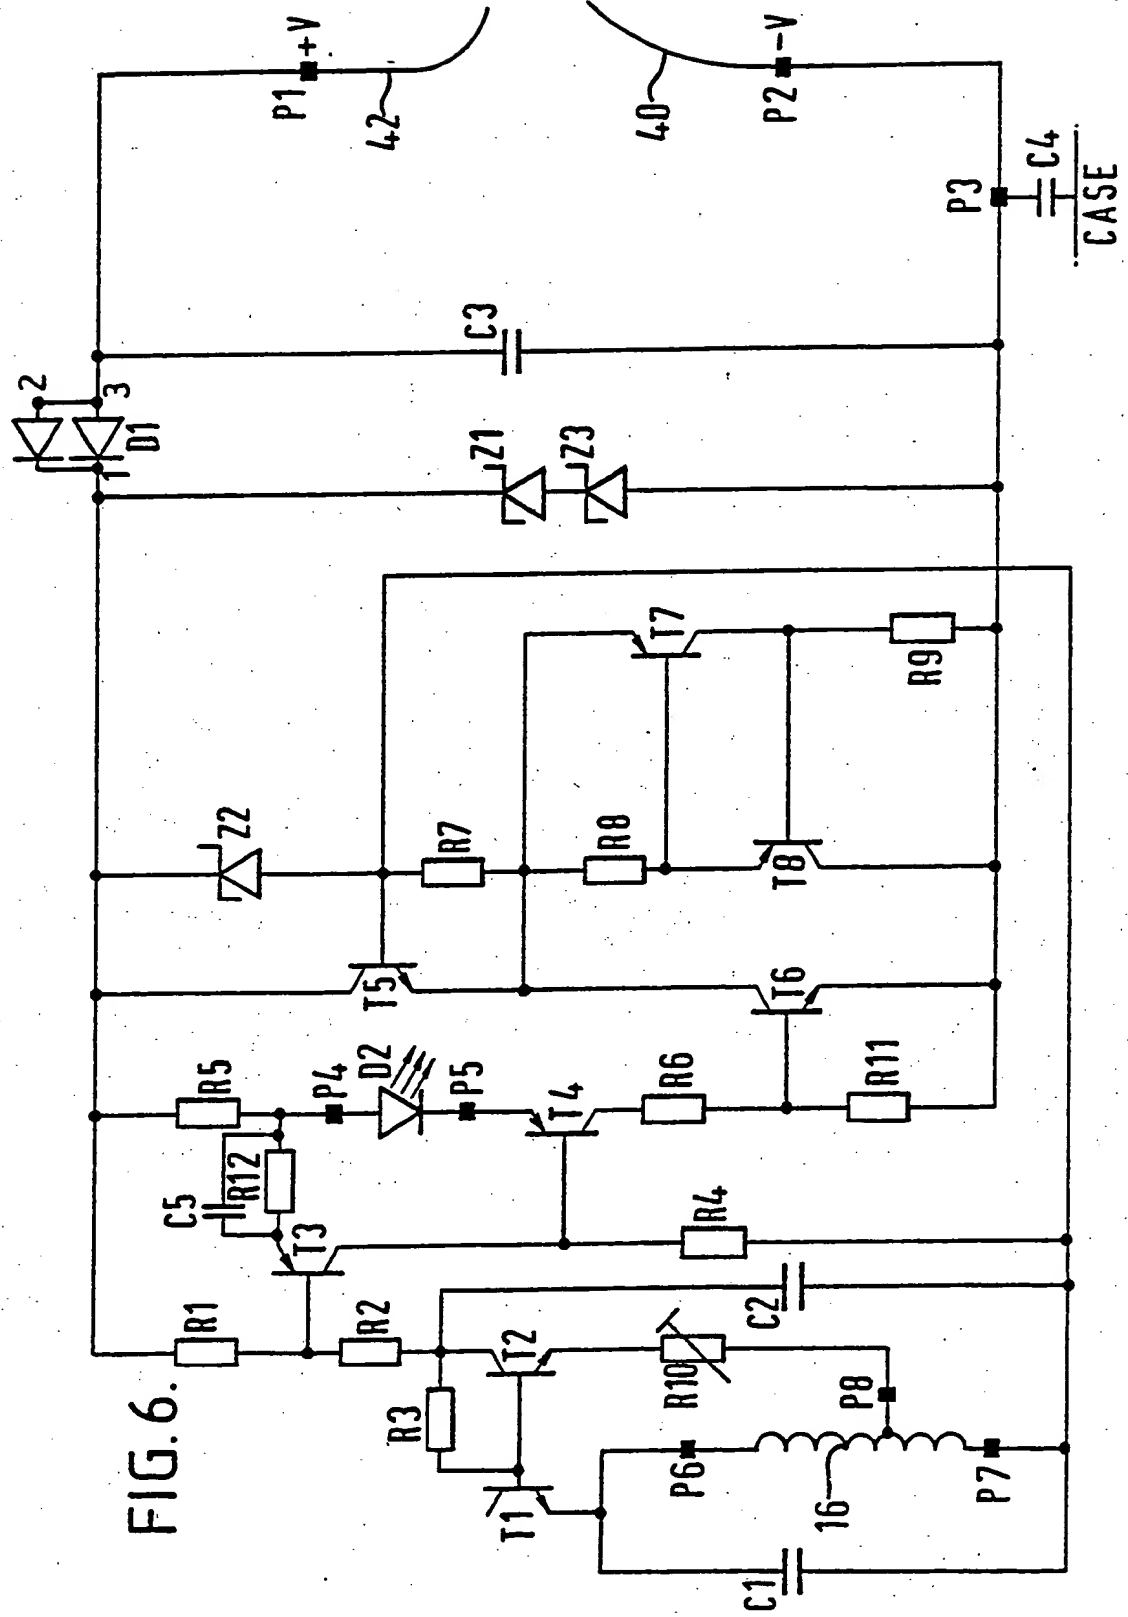 FIG. 6.
P1
+V
42
40
P2
-V
P3
C4
CASE
C3
2
3
1
D1
Z1
Z3
T7
R9
Z2
R7
R8
T8
T5
T6
R5
P4
D2
P5
T4
R6
R11
C5
R12
T3
R4
R1
R2
C2
T2
R3
R10
P8
T1
P6
16
P7
C1